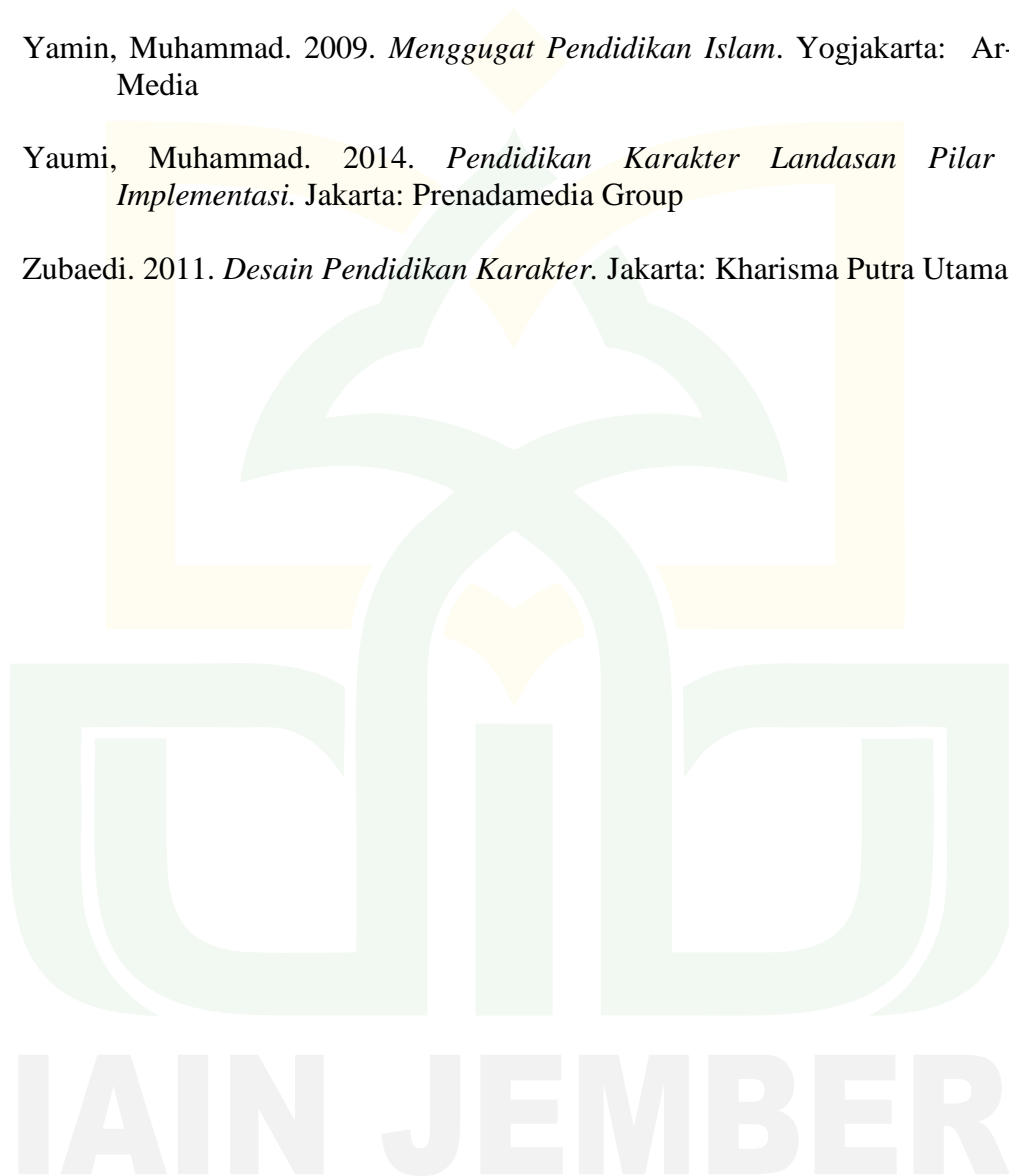 Yamin, Muhammad. 2009. Menggugat Pendidikan Islam. Yogjakarta: Ar-
Media
Yaumi, Muhammad. 2014. Pendidikan Karakter Landasan Pilar
Implementasi. Jakarta: Prenadamedia Group
Zubaedi. 2011. Desain Pendidikan Karakter. Jakarta: Kharisma Putra Utama
IAIN JEMBER